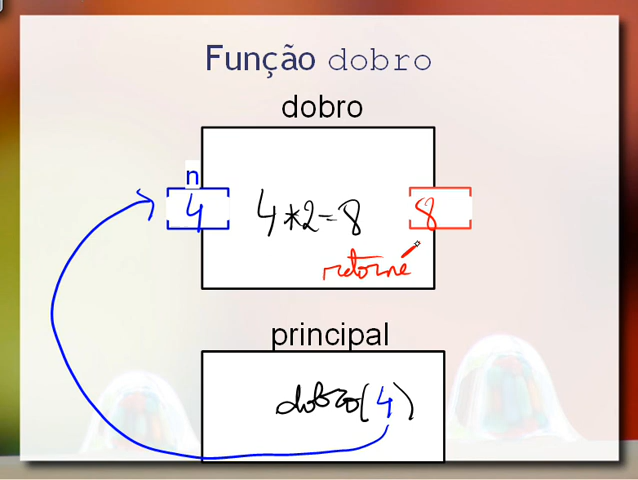 Função dobro
dobro
n
4
4*2=8
8
retorne
principal
dobro(4)